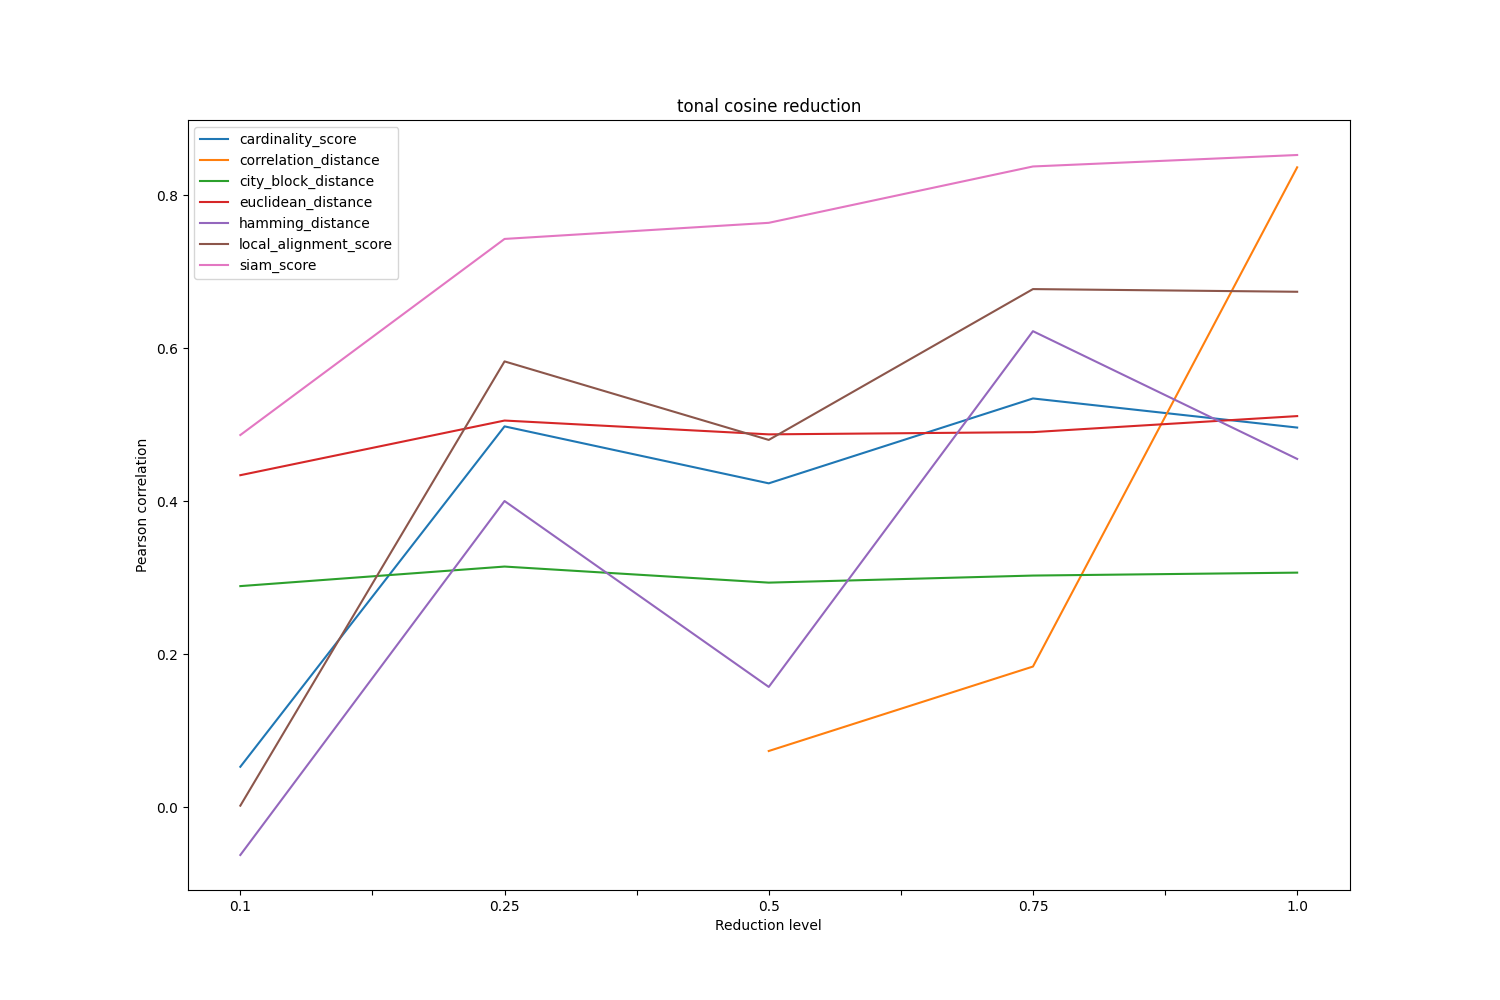 tonal cosine reduction
cardinality_score
correlation_distance
city_block_distance
euclidean_distance
hamming_distance
local_alignment_score
siam_score
0.8
0.6
0.4
0.2
0.0
Pearson correlation
0.1 0.25 0.5 0.75 1.0
Reduction level